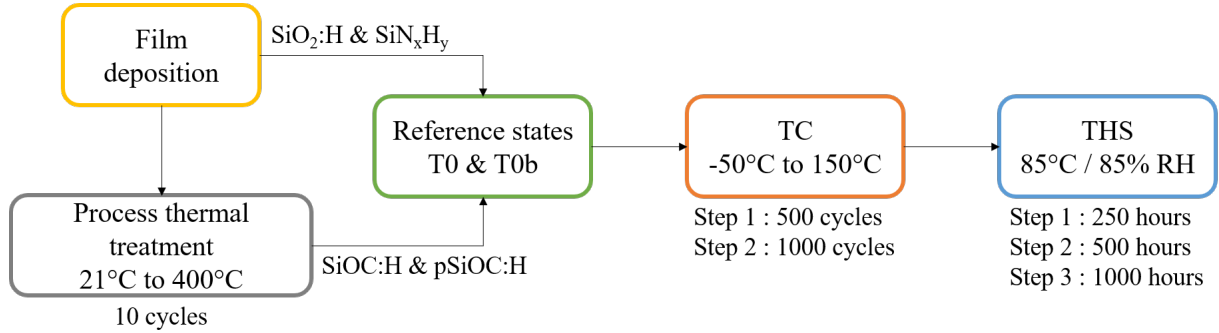 Film
deposition
SiO₂:H & SiNₓHᵧ
Process thermal
treatment
21°C to 400°C
10 cycles
SiOC:H & pSiOC:H
Reference states
T0 & T0b
TC
-50°C to 150°C
Step 1 : 500 cycles
Step 2 : 1000 cycles
THS
85°C / 85% RH
Step 1 : 250 hours
Step 2 : 500 hours
Step 3 : 1000 hours